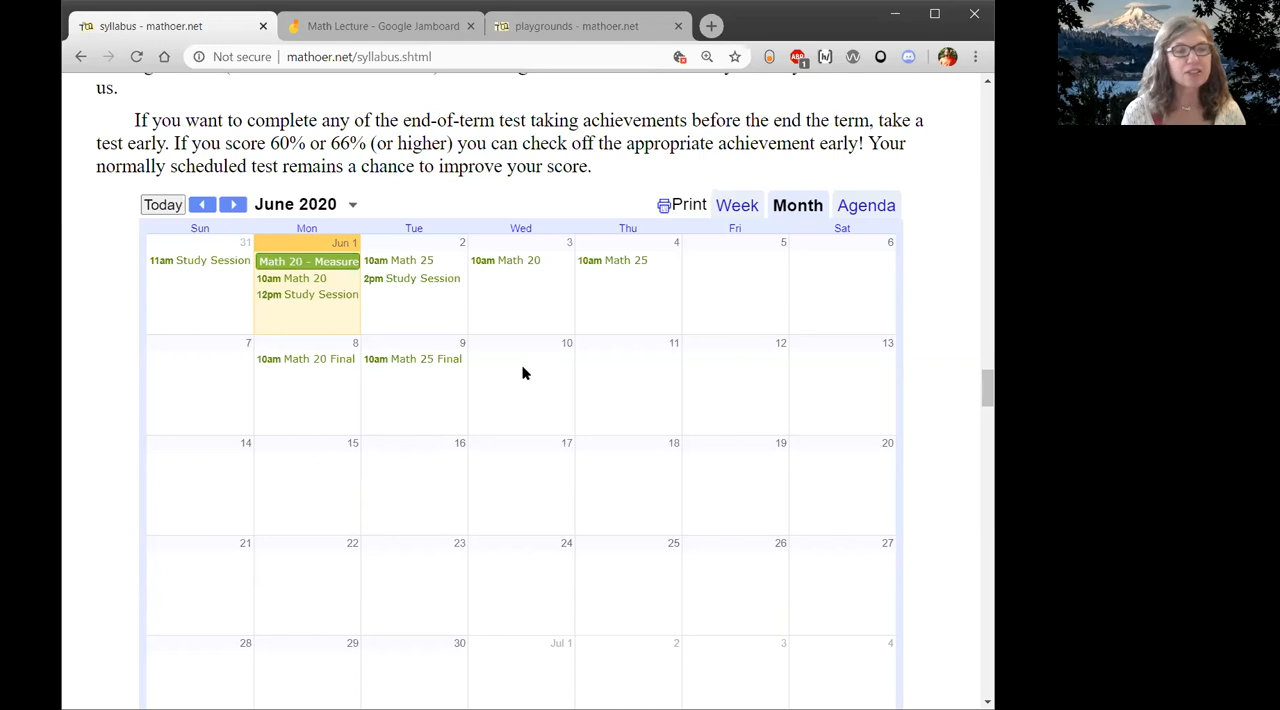 syllabus - mathoer.net
Math Lecture - Google Jamboard
playgrounds - mathoer.net
Not secure
mathoer.net/syllabus.shtml
ABP
1
us.
If you want to complete any of the end-of-term test taking achievements before the end the term, take a
test early. If you score 60% or 66% (or higher) you can check off the appropriate achievement early! Your
normally scheduled test remains a chance to improve your score.
Today June 2020 Print Week Month Agenda
Sun Mon Tue Wed Thu Fri Sat
31 Jun 1 2 3 4 5 6
11am Study Session Math 20 - Measure 10am Math 25 10am Math 20 10am Math 25
10am Math 20 2pm Study Session
12pm Study Session
7 8 9 10 11 12 13
10am Math 20 Final 10am Math 25 Final
14 15 16 17 18 19 20
21 22 23 24 25 26 27
28 29 30 Jul 1 2 3 4